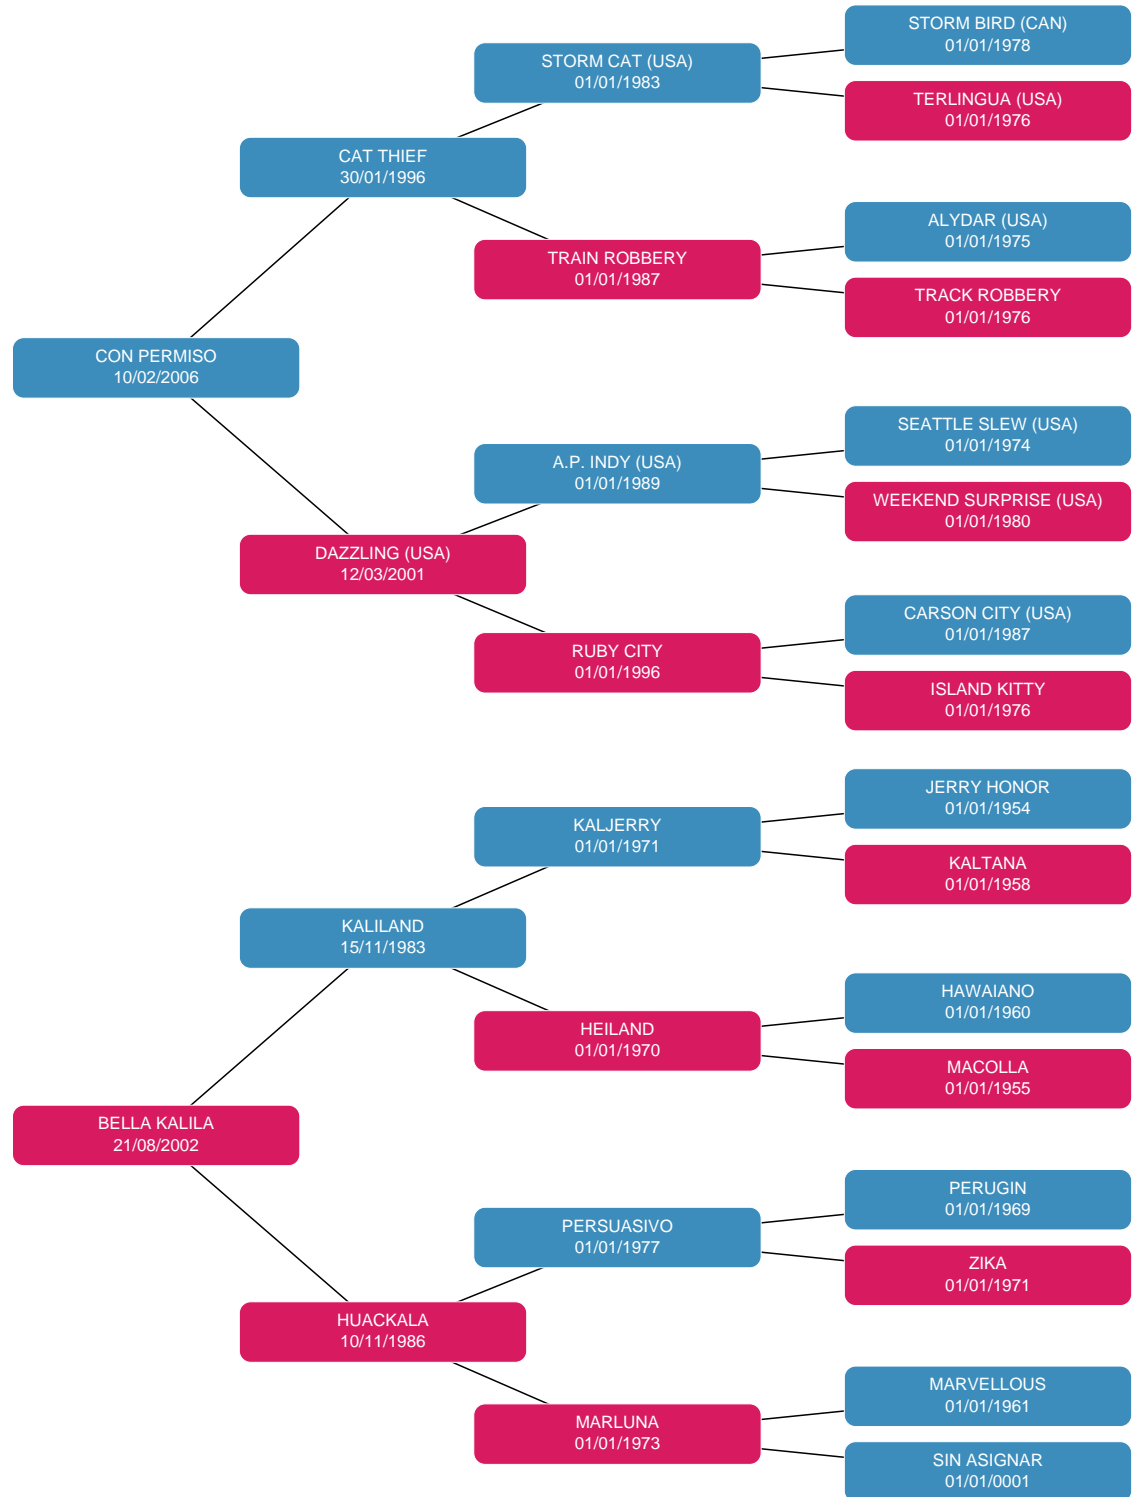 STORM BIRD (CAN)
01/01/1978
STORM CAT (USA)
01/01/1983
TERLINGUA (USA)
01/01/1976
CAT THIEF
30/01/1996
ALYDAR (USA)
01/01/1975
TRAIN ROBBERY
01/01/1987
TRACK ROBBERY
01/01/1976
CON PERMISO
10/02/2006
SEATTLE SLEW (USA)
01/01/1974
A.P. INDY (USA)
01/01/1989
WEEKEND SURPRISE (USA)
01/01/1980
DAZZLING (USA)
12/03/2001
CARSON CITY (USA)
01/01/1987
RUBY CITY
01/01/1996
ISLAND KITTY
01/01/1976
JERRY HONOR
01/01/1954
KALJERRY
01/01/1971
KALTANA
01/01/1958
KALILAND
15/11/1983
HAWAIANO
01/01/1960
HEILAND
01/01/1970
MACOLLA
01/01/1955
BELLA KALILA
21/08/2002
PERUGIN
01/01/1969
PERSUASIVO
01/01/1977
ZIKA
01/01/1971
HUACKALA
10/11/1986
MARVELLOUS
01/01/1961
MARLUNA
01/01/1973
SIN ASIGNAR
01/01/0001